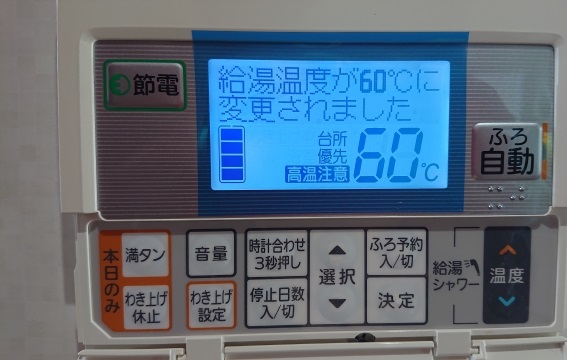 節電
給湯温度が60℃に
変更されました
台所
優先
高温注意
60℃
ふろ
自動
本日のみ
満タン
わき上げ
休止
音量
わき上げ
設定
時計合わせ
3秒押し
停止日数
入/切
選択
ふろ予約
入/切
決定
給湯
シャワー
温度